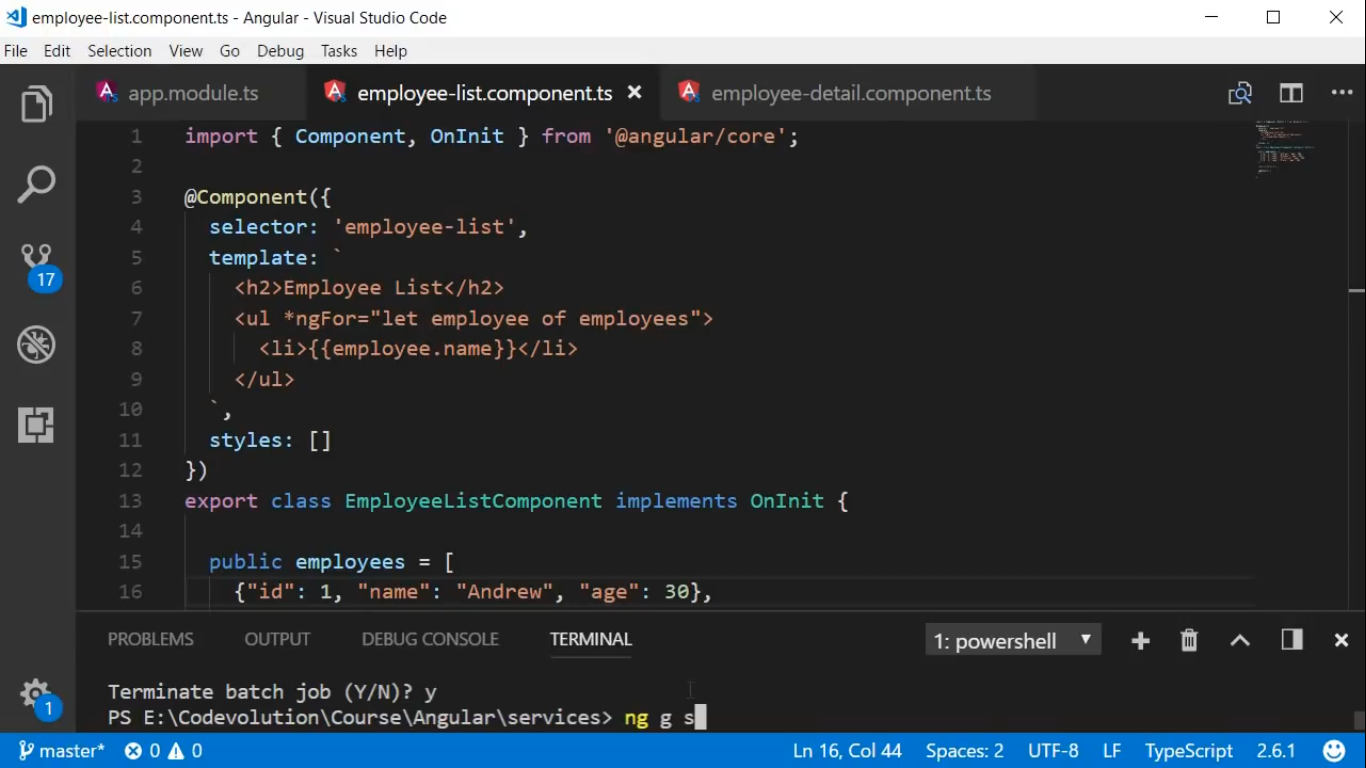 employee-list.component.ts - Angular - Visual Studio Code
File Edit Selection View Go Debug Tasks Help
app.module.ts employee-list.component.ts employee-detail.component.ts
1 import { Component, OnInit } from '@angular/core';
2
3 @Component({
4 selector: 'employee-list',
5 template: `
6 <h2>Employee List</h2>
7 <ul *ngFor="let employee of employees">
8 <li>{{employee.name}}</li>
9 </ul>
10 `,
11 styles: []
12 })
13 export class EmployeeListComponent implements OnInit {
14
15 public employees = [
16 {"id": 1, "name": "Andrew", "age": 30},
17
1
PROBLEMS OUTPUT DEBUG CONSOLE TERMINAL 1: powershell
Terminate batch job (Y/N)? y
PS E:\Codevolution\Course\Angular\services> ng g s
master* 0 0 Ln 16, Col 44 Spaces: 2 UTF-8 LF TypeScript 2.6.1